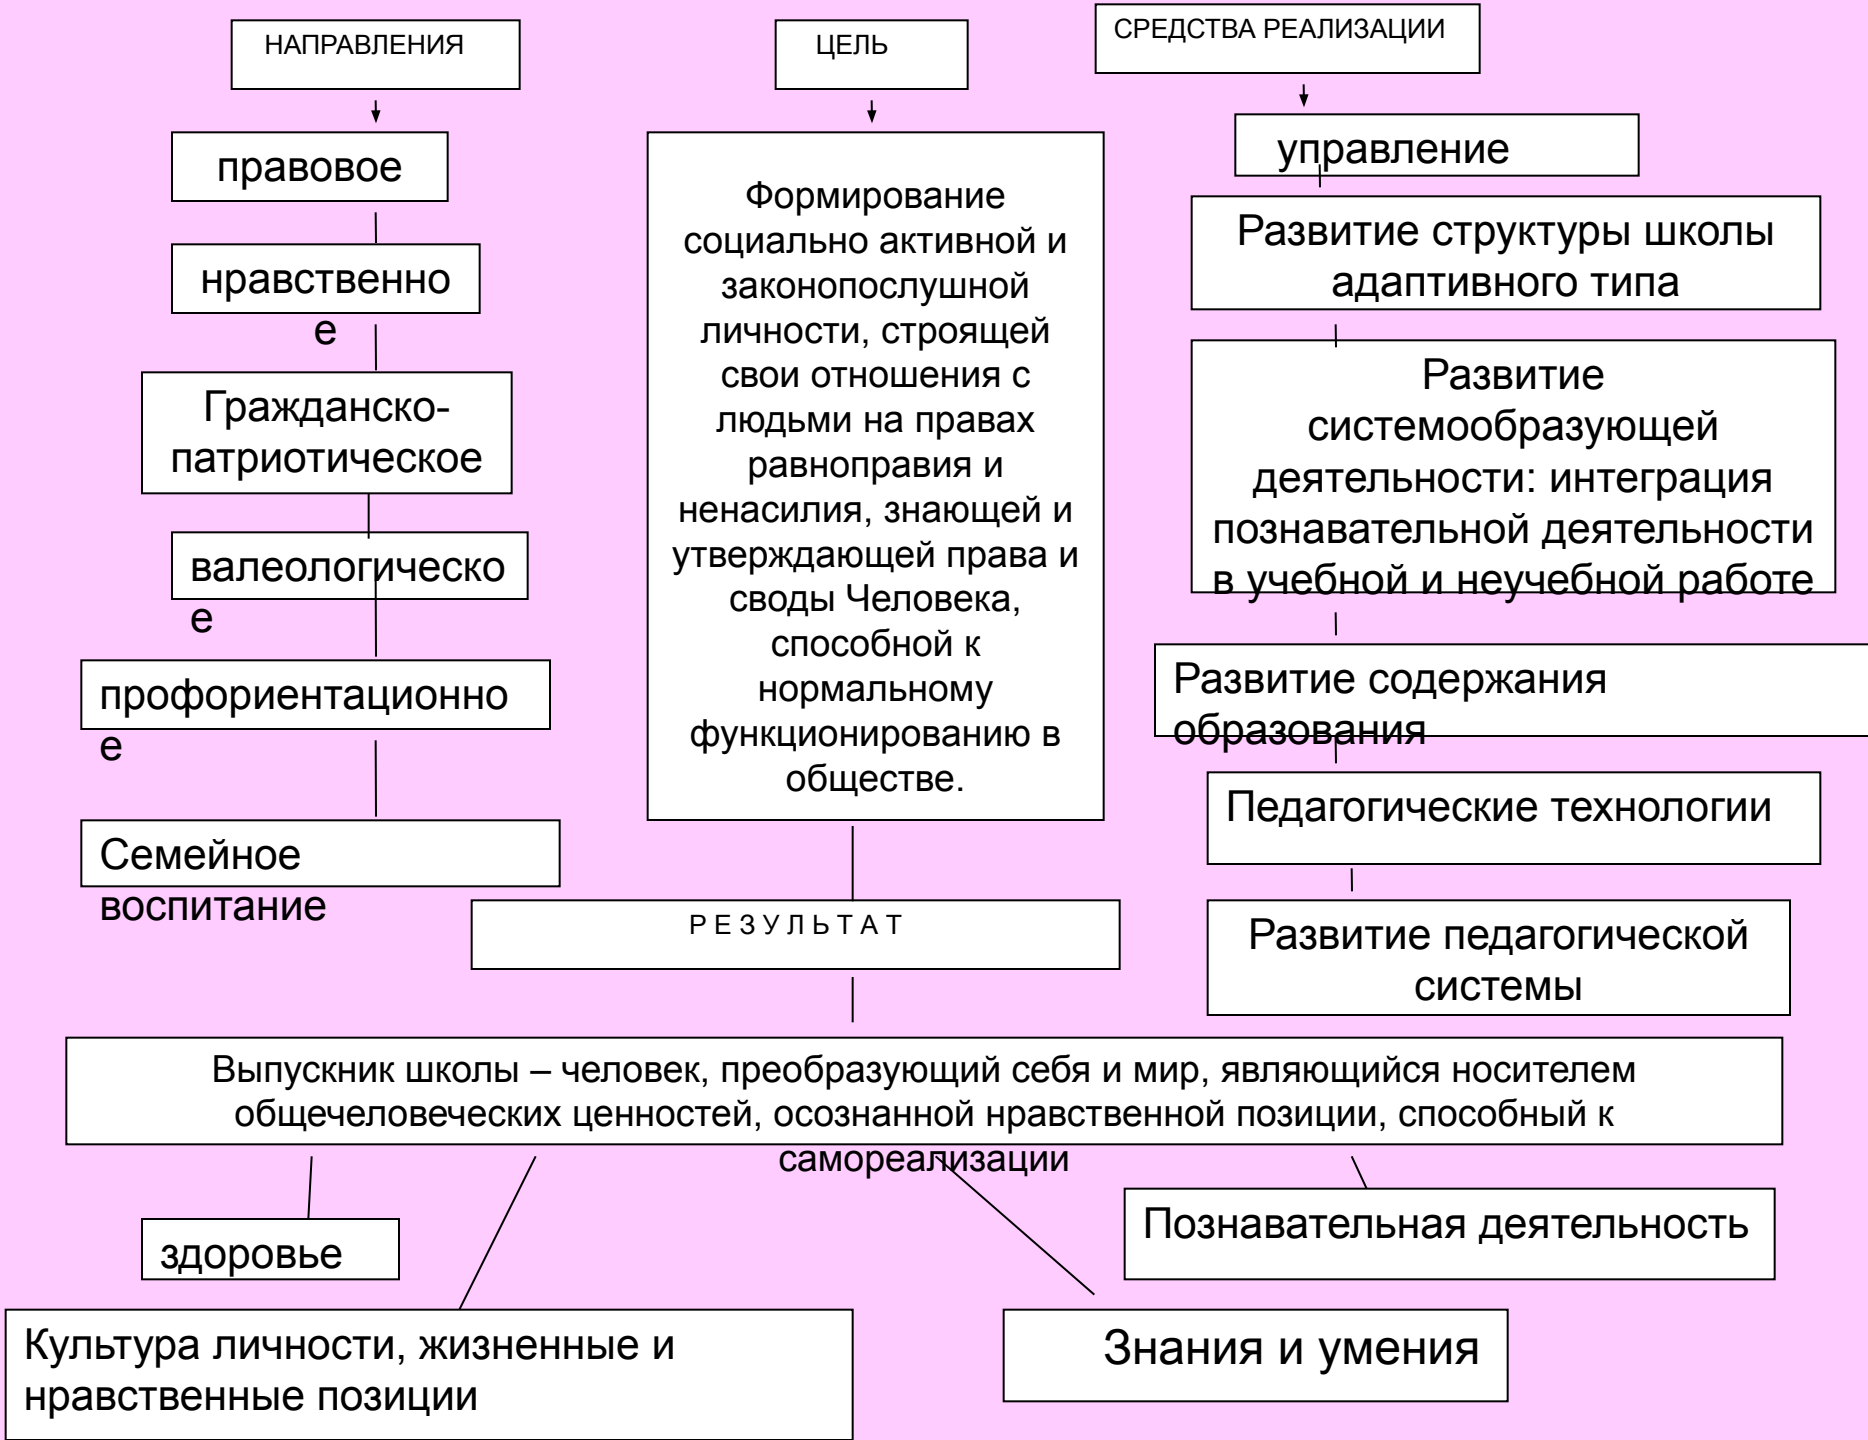 НАПРАВЛЕНИЯ
правовое
нравственно
е
Гражданско-
патриотическое
валеологическо
е
профориентационно
е
Семейное
воспитание
ЦЕЛЬ
Формирование
социально активной и
законопослушной
личности, строящей
свои отношения с
людьми на правах
равноправия и
ненасилия, знающей и
утверждающей права и
своды Человека,
способной к
нормальному
функционированию в
обществе.
СРЕДСТВА РЕАЛИЗАЦИИ
управление
Развитие структуры школы
адаптивного типа
Развитие
системообразующей
деятельности: интеграция
познавательной деятельности
в учебной и неучебной работе
Развитие содержания
образования
Педагогические технологии
Развитие педагогической
системы
Р Е З У Л Ь Т А Т
Выпускник школы – человек, преобразующий себя и мир, являющийся носителем
общечеловеческих ценностей, осознанной нравственной позиции, способный к
самореализации
здоровье
Культура личности, жизненные и
нравственные позиции
Знания и умения
Познавательная деятельность